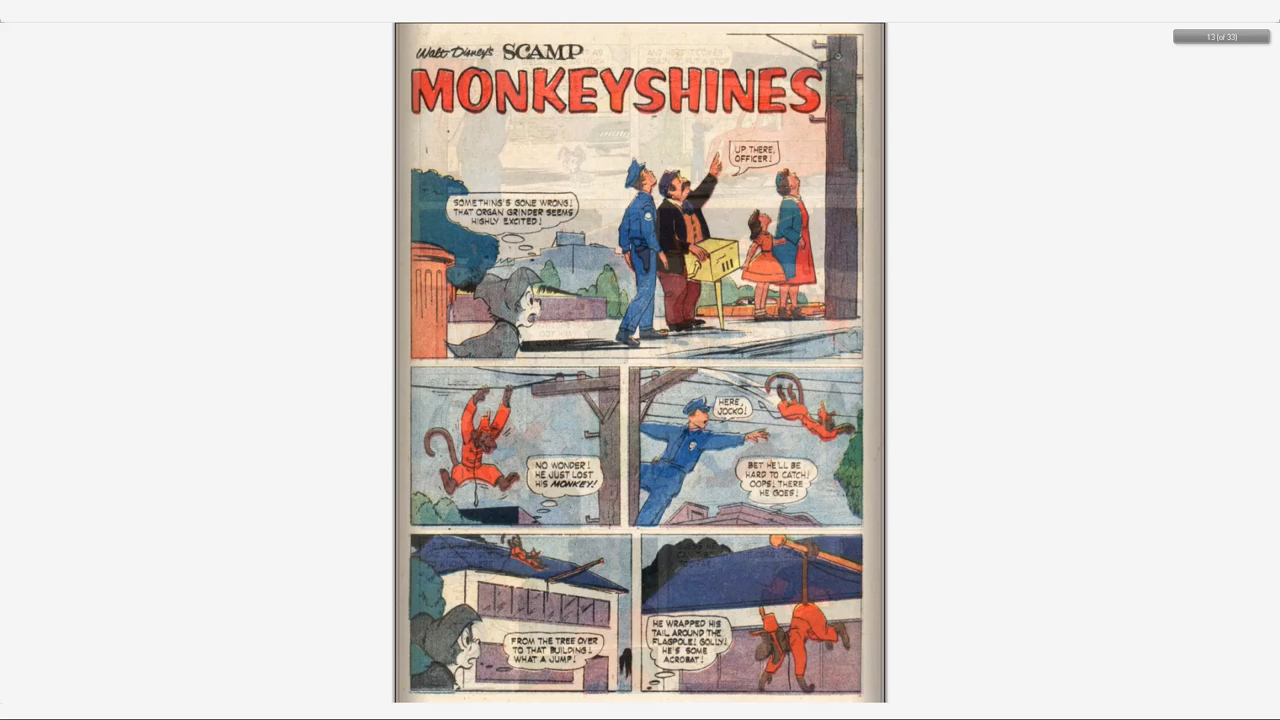 13 (of 33)
Walt Disney's SCAMP
MONKEYSHINES
UP THERE,
OFFICER!
SOMETHING'S GONE WRONG!
THAT ORGAN GRINDER SEEMS
HIGHLY EXCITED!
NO WONDER!
HE JUST LOST
HIS MONKEY!
HERE,
JOCKO!
BET HE'LL BE
HARD TO CATCH!
OOPS! THERE
HE GOES!
FROM THE TREE OVER
TO THAT BUILDING!
WHAT A JUMP!
HE WRAPPED HIS
TAIL AROUND THE
FLAGPOLE! GOLLY!
HE'S SOME
ACROBAT!